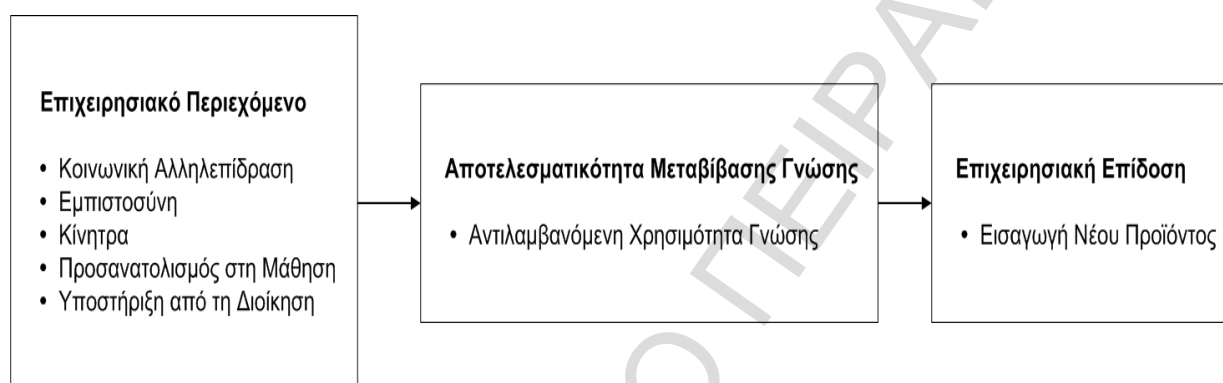 Επιχειρησιακό Περιεχόμενο
• Κοινωνική Αλληλεπίδραση
• Εμπιστοσύνη
• Κίνητρα
• Προσανατολισμός στη Μάθηση
• Υποστήριξη από τη Διοίκηση
Αποτελεσματικότητα Μεταβίβασης Γνώσης
• Αντιλαμβανόμενη Χρησιμότητα Γνώσης
Επιχειρησιακή Επίδοση
• Εισαγωγή Νέου Προϊόντος